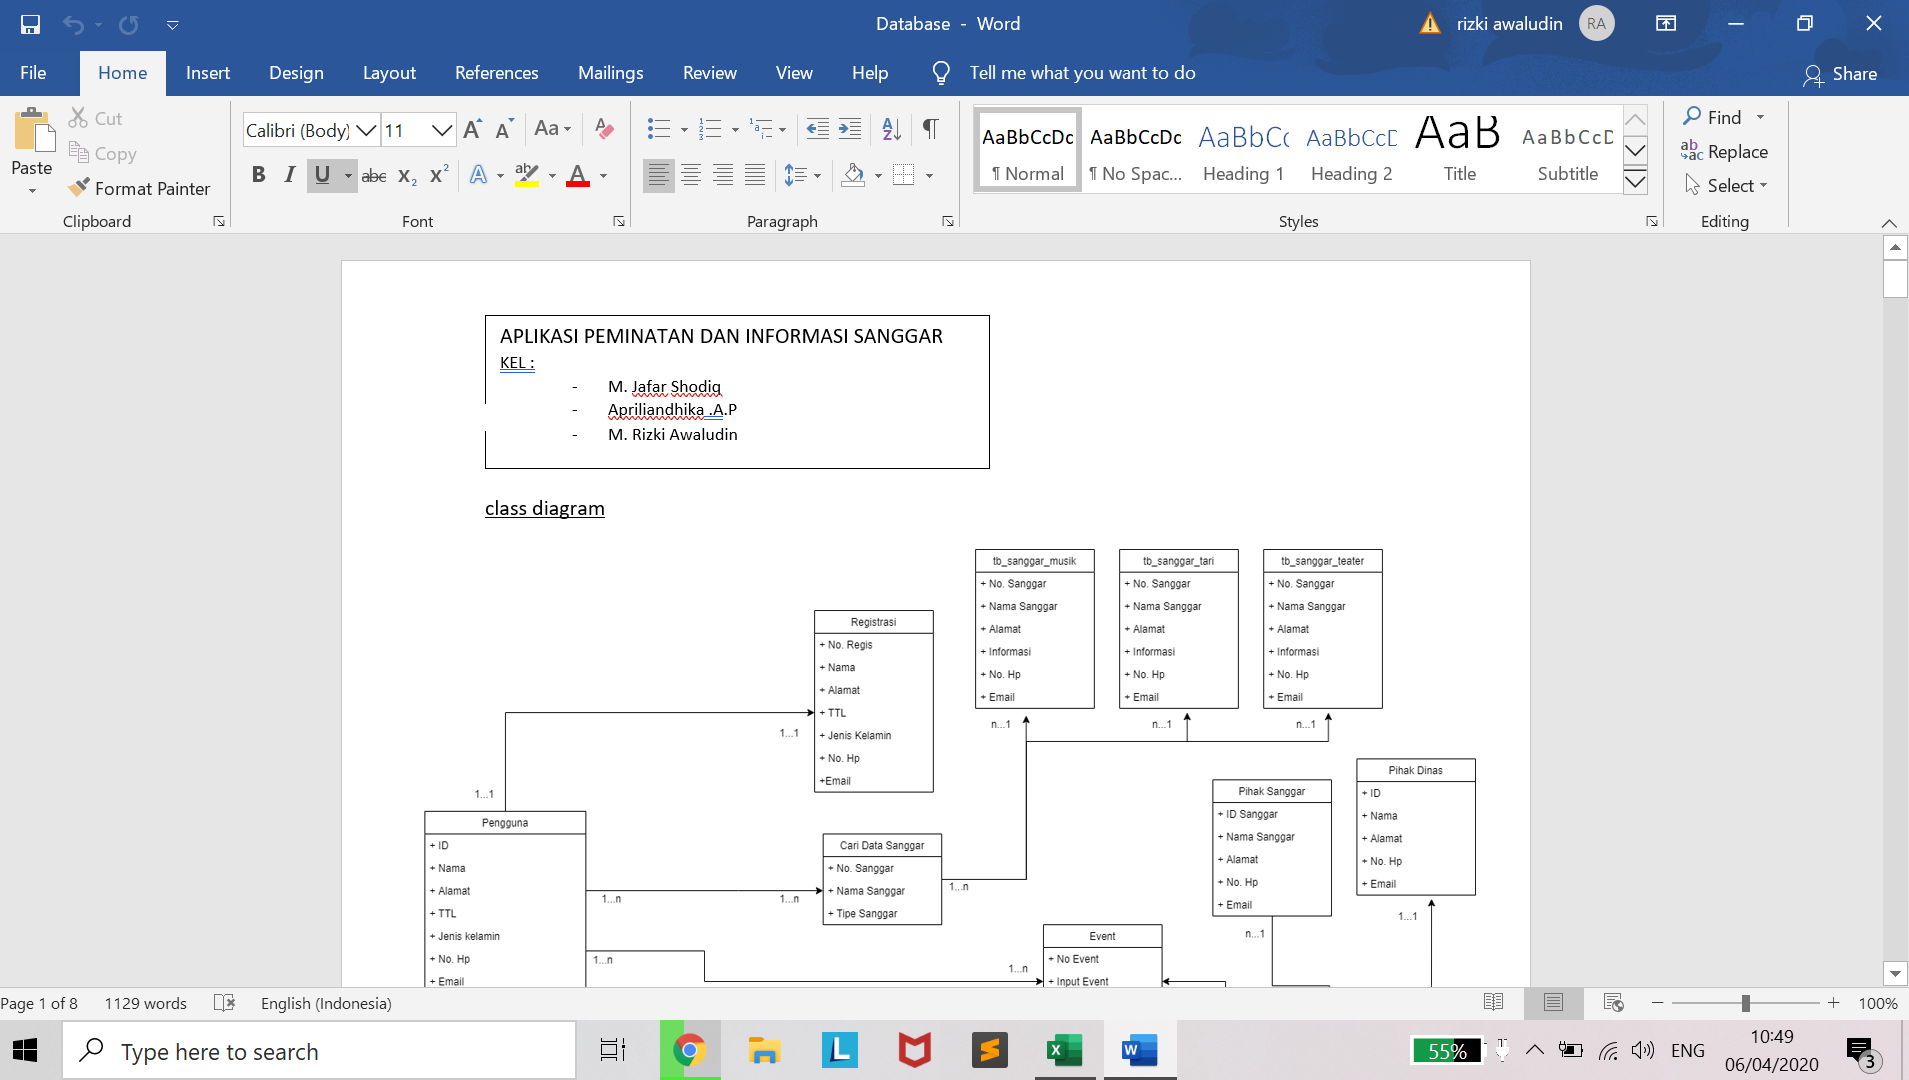 Database - Word
rizki awaludin
RA
File
Home
Insert
Design
Layout
References
Mailings
Review
View
Help
Tell me what you want to do
Share
Paste
Cut
Copy
Format Painter
Clipboard
Calibri (Body)
11
Font
Paragraph
AaBbCcDc
¶ Normal
AaBbCcDc
¶ No Spac...
AaBbCc
Heading 1
AaBbCcD
Heading 2
AaB
Title
AaBbCcD
Subtitle
Styles
Find
Replace
Select
Editing
APLIKASI PEMINATAN DAN INFORMASI SANGGAR
KEL :
- M. Jafar Shodiq
- Apriliandhika .A.P
- M. Rizki Awaludin
class diagram
tb_sanggar_musik
+ No. Sanggar
+ Nama Sanggar
+ Alamat
+ Informasi
+ No. Hp
+ Email
n...1
tb_sanggar_tari
+ No. Sanggar
+ Nama Sanggar
+ Alamat
+ Informasi
+ No. Hp
+ Email
n...1
tb_sanggar_teater
+ No. Sanggar
+ Nama Sanggar
+ Alamat
+ Informasi
+ No. Hp
+ Email
n...1
Registrasi
+ No. Regis
+ Nama
+ Alamat
+ TTL
+ Jenis Kelamin
+ No. Hp
+Email
1...1
1...1
Pengguna
+ ID
+ Nama
+ Alamat
+ TTL
+ Jenis kelamin
+ No. Hp
+ Email
1...n
1...n
1...n
Cari Data Sanggar
+ No. Sanggar
+ Nama Sanggar
+ Tipe Sanggar
1...n
Pihak Sanggar
+ ID Sanggar
+ Nama Sanggar
+ Alamat
+ No. Hp
+ Email
n...1
Pihak Dinas
+ ID
+ Nama
+ Alamat
+ No. Hp
+ Email
1...1
1...n
Event
+ No Event
+ Input Event
Page 1 of 8
1129 words
English (Indonesia)
100%
Type here to search
55%
ENG
10:49
06/04/2020
3